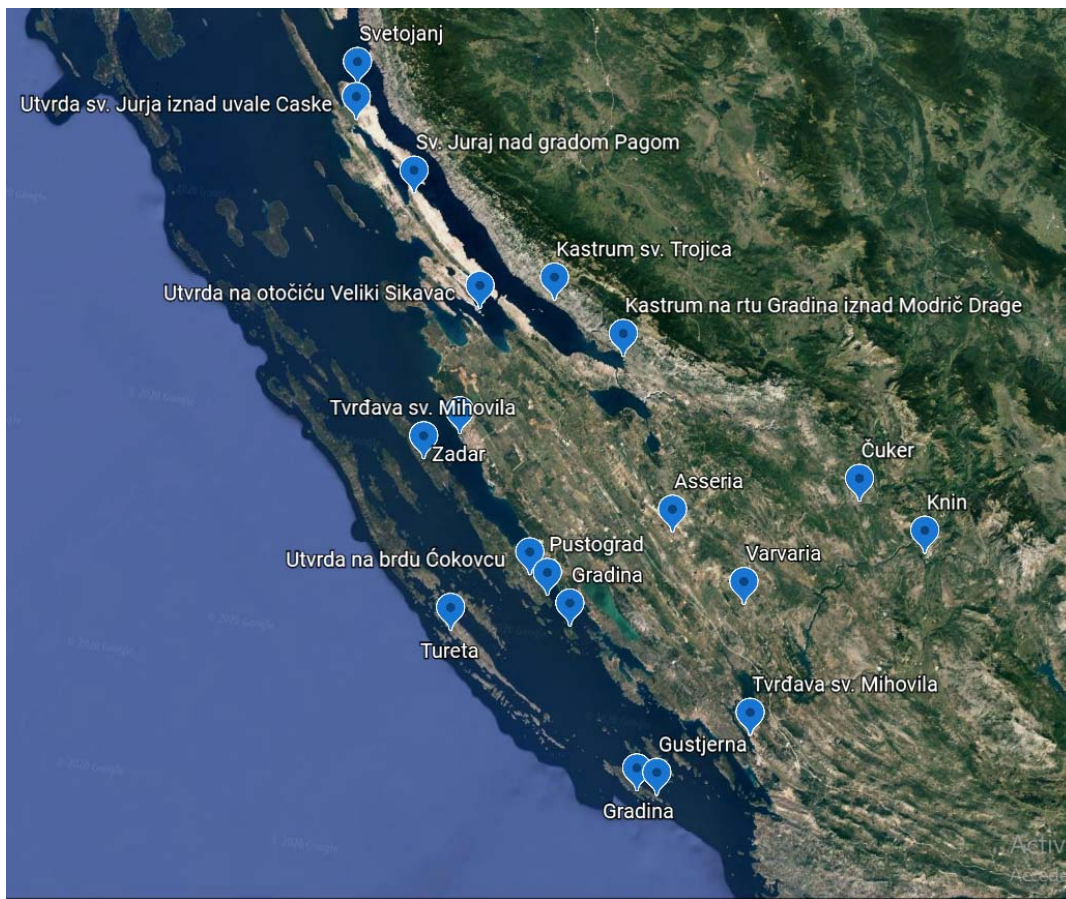 Svetojanj
Utvrda sv. Jurja iznad uvale Caske
Sv. Juraj nad gradom Pagom
Kastrum sv. Trojica
Utvrda na otočiću Veliki Sikavac
Kastrum na rtu Gradina iznad Modrič Drage
Tvrđava sv. Mihovila
Zadar
Čuker
Asseria
Knin
Pustograd
Utvrda na brdu Ćokovcu
Varvaria
Gradina
Tureta
Tvrđava sv. Mihovila
Gustjerna
Gradina